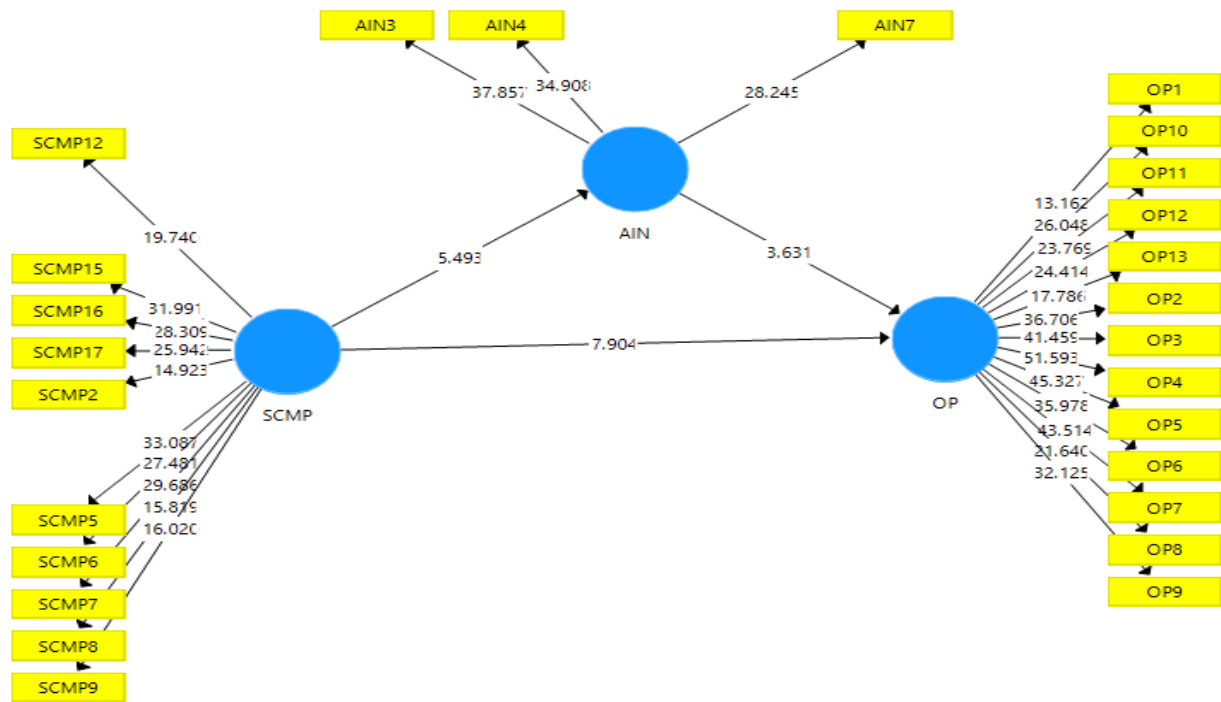 AIN3
AIN4
AIN7
37.857
34.908
28.245
SCMP12
19.740
SCMP15
SCMP16
SCMP17
SCMP2
31.991
28.309
25.942
14.923
SCMP
5.493
AIN
3.631
7.904
OP
33.087
27.481
29.686
15.819
16.020
SCMP5
SCMP6
SCMP7
SCMP8
SCMP9
13.162
26.048
23.769
24.414
17.786
36.706
41.459
51.593
45.327
35.978
43.514
21.640
32.125
OP1
OP10
OP11
OP12
OP13
OP2
OP3
OP4
OP5
OP6
OP7
OP8
OP9